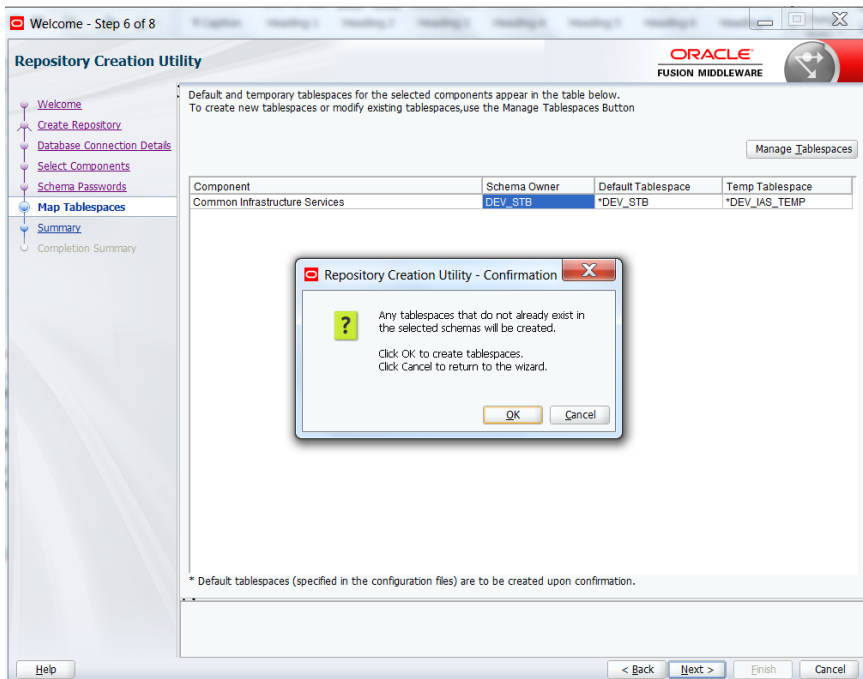 Welcome - Step 6 of 8
Repository Creation Utility
ORACLE
FUSION MIDDLEWARE
Welcome
Create Repository
Database Connection Details
Select Components
Schema Passwords
Map Tablespaces
Summary
Completion Summary
Default and temporary tablespaces for the selected components appear in the table below.
To create new tablespaces or modify existing tablespaces,use the Manage Tablespaces Button
Manage Tablespaces
Component Schema Owner Default Tablespace Temp Tablespace
Common Infrastructure Services DEV_STB *DEV_STB *DEV_IAS_TEMP
Repository Creation Utility - Confirmation
?
Any tablespaces that do not already exist in
the selected schemas will be created.
Click OK to create tablespaces.
Click Cancel to return to the wizard.
OK Cancel
* Default tablespaces (specified in the configuration files) are to be created upon confirmation.
Help < Back Next > Finish Cancel